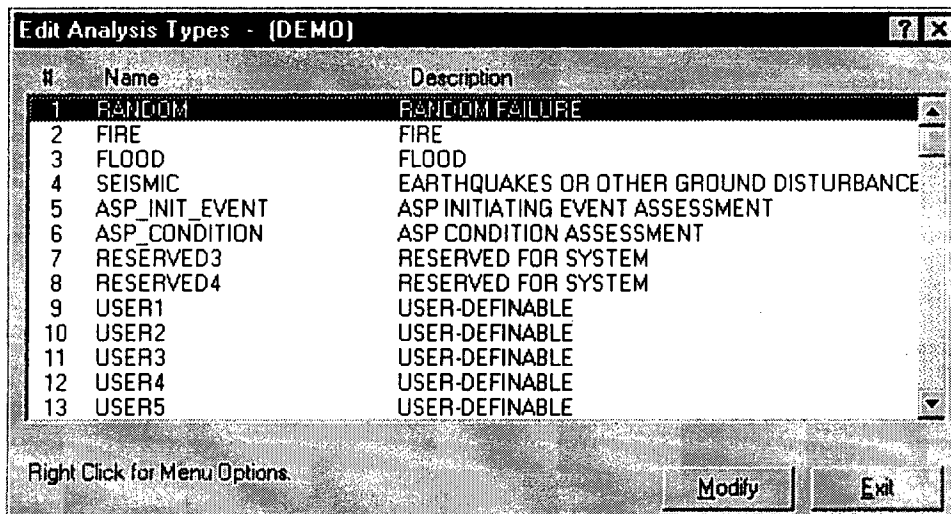 Edit Analysis Types - (DEMO)
# Name Description
1 RANDOM RANDOM FAILURE
2 FIRE FIRE
3 FLOOD FLOOD
4 SEISMIC EARTHQUAKES OR OTHER GROUND DISTURBANCE
5 ASP_INIT_EVENT ASP INITIATING EVENT ASSESSMENT
6 ASP_CONDITION ASP CONDITION ASSESSMENT
7 RESERVED3 RESERVED FOR SYSTEM
8 RESERVED4 RESERVED FOR SYSTEM
9 USER1 USER-DEFINABLE
10 USER2 USER-DEFINABLE
11 USER3 USER-DEFINABLE
12 USER4 USER-DEFINABLE
13 USER5 USER-DEFINABLE
Right Click for Menu Options.
Modify Exit